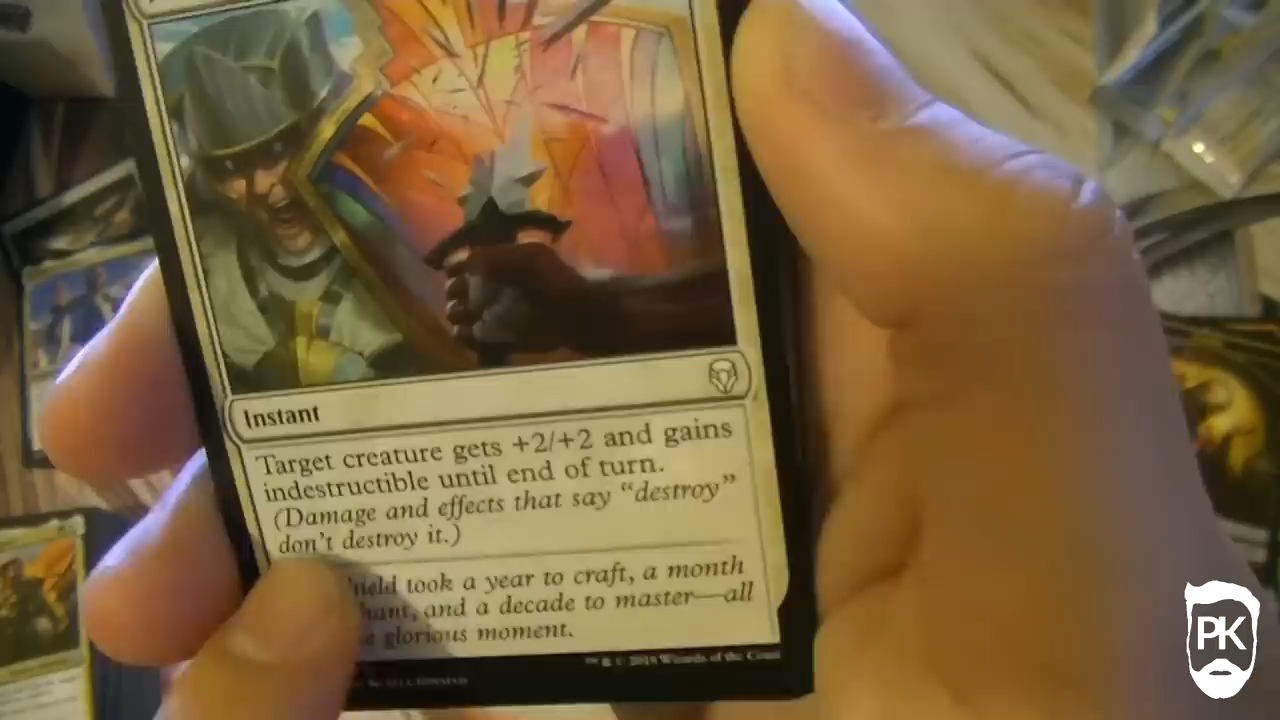 Instant
Target creature gets +2/+2 and gains
indestructible until end of turn.
(Damage and effects that say “destroy”
don’t destroy it.)
took a year to craft, a month
and a decade to master—all
glorious moment.
™ & © 2018 Wizards of the Coast
PK